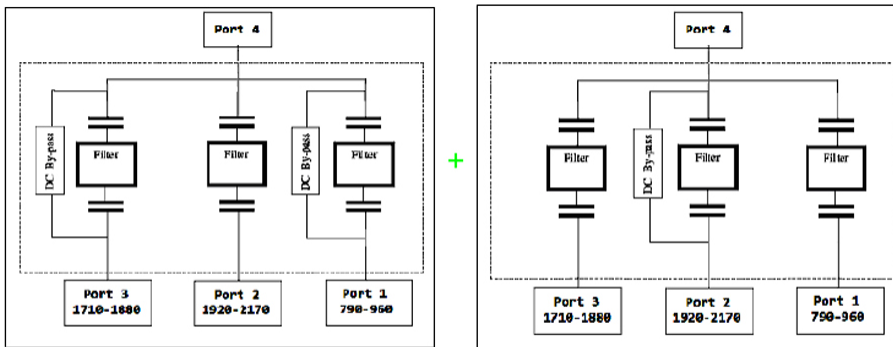 Port 4
DC By-pass
Filter
Filter
DC By-pass
Filter
Port 3
1710-1880
Port 2
1920-2170
Port 1
790-960
+
Port 4
Filter
DC By-pass
Filter
Filter
Port 3
1710-1880
Port 2
1920-2170
Port 1
790-960